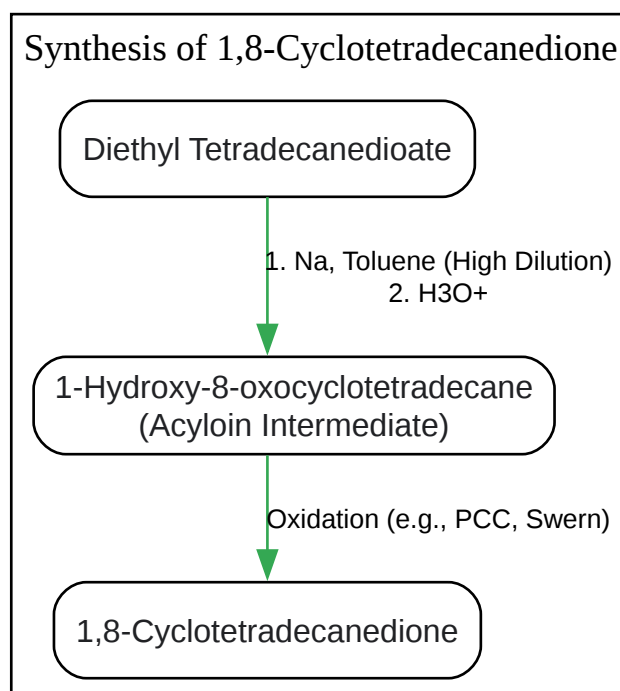 Synthesis of 1,8-Cyclotetradecanedione
Diethyl Tetradecanedioate
1. Na, Toluene (High Dilution)
2. H3O+
1-Hydroxy-8-oxocyclotetradecane
(Acyloin Intermediate)
Oxidation (e.g., PCC, Swern)
1,8-Cyclotetradecanedione